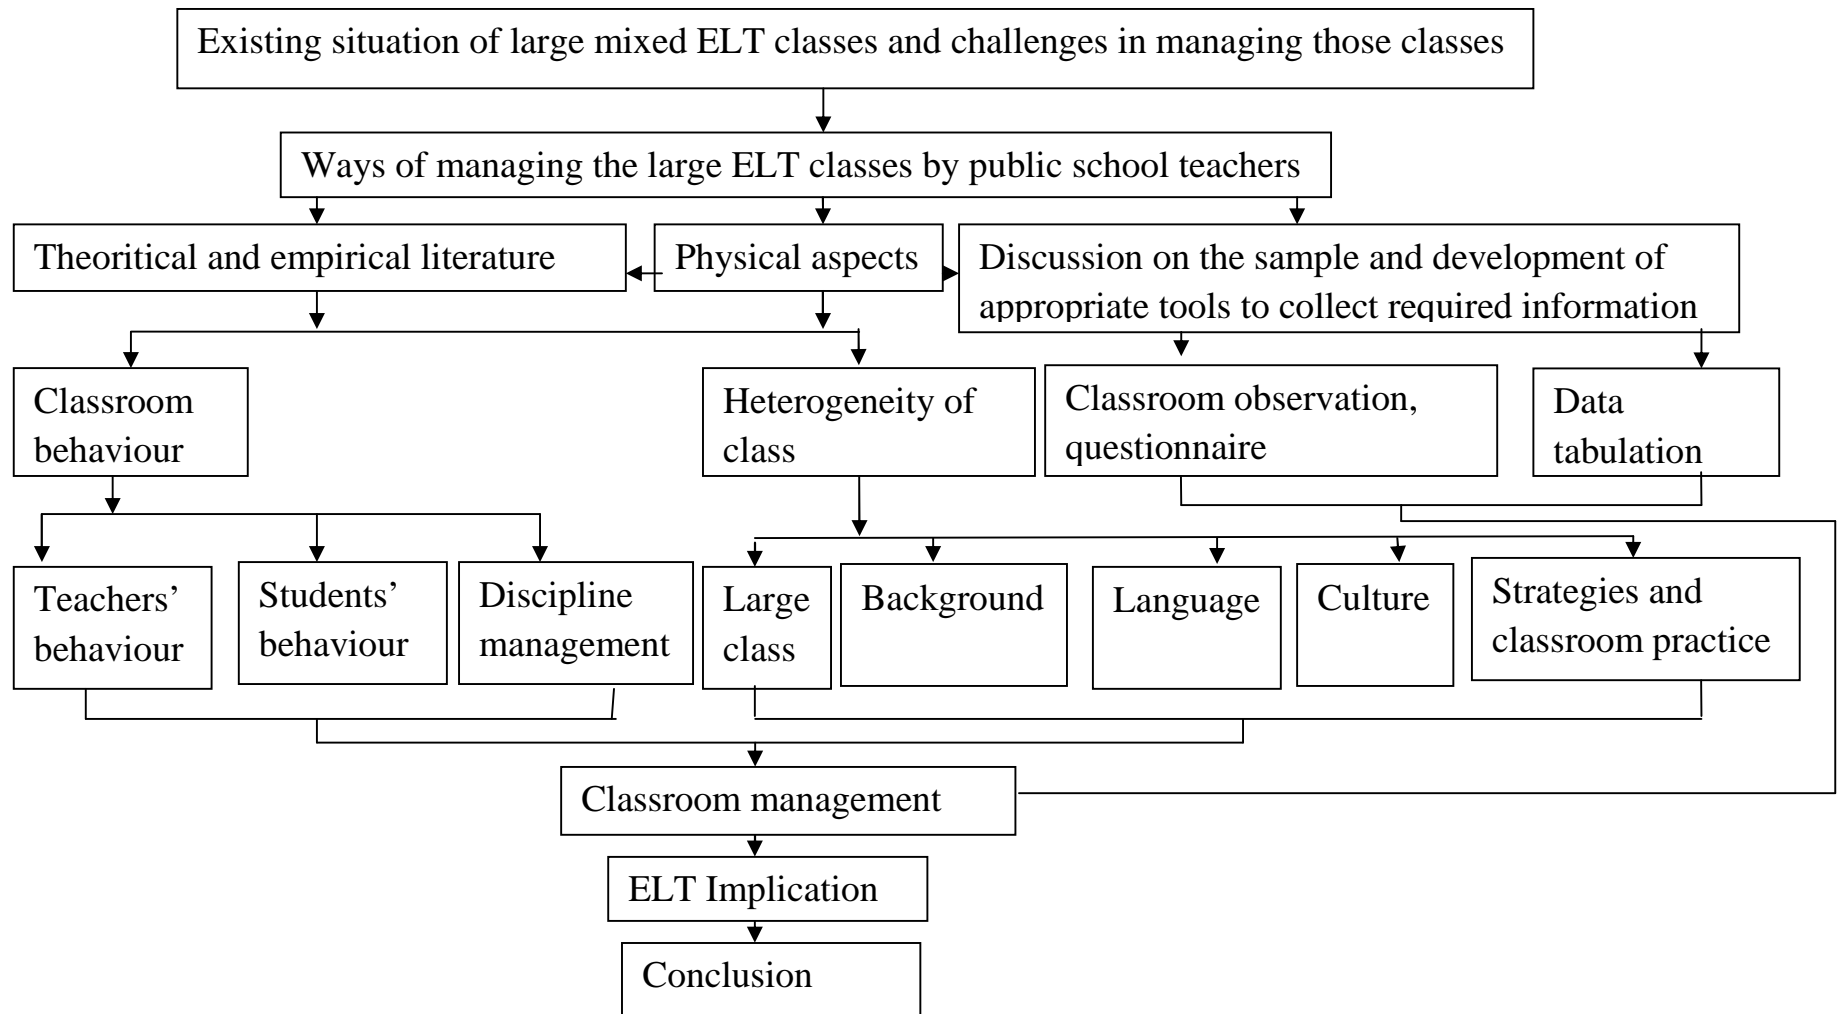 Existing situation of large mixed ELT classes and challenges in managing those classes
Ways of managing the large ELT classes by public school teachers
Theoritical and empirical literature
Physical aspects
Discussion on the sample and development of
appropriate tools to collect required information
Classroom
behaviour
Heterogeneity of
class
Classroom observation,
questionnaire
Data
tabulation
Teachers’
behaviour
Students’
behaviour
Discipline
management
Large
class
Background
Language
Culture
Strategies and
classroom practice
Classroom management
ELT Implication
Conclusion